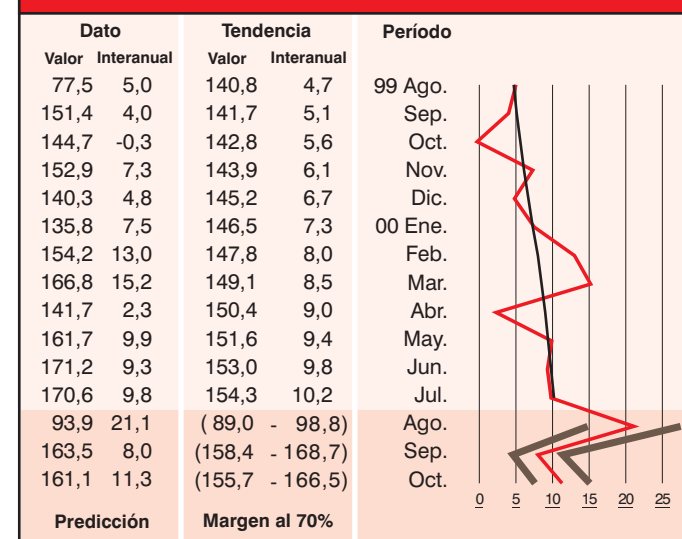 Dato Tendencia Período
Valor Interanual Valor Interanual
77,5 5,0 140,8 4,7 99 Ago.
151,4 4,0 141,7 5,1 Sep.
144,7 -0,3 142,8 5,6 Oct.
152,9 7,3 143,9 6,1 Nov.
140,3 4,8 145,2 6,7 Dic.
135,8 7,5 146,5 7,3 00 Ene.
154,2 13,0 147,8 8,0 Feb.
166,8 15,2 149,1 8,5 Mar.
141,7 2,3 150,4 9,0 Abr.
161,7 9,9 151,6 9,4 May.
171,2 9,3 153,0 9,8 Jun.
170,6 9,8 154,3 10,2 Jul.
93,9 21,1 ( 89,0 - 98,8) Ago.
163,5 8,0 (158,4 - 168,7) Sep.
161,1 11,3 (155,7 - 166,5) Oct.
0 5 10 15 20 25
Predicción Margen al 70%